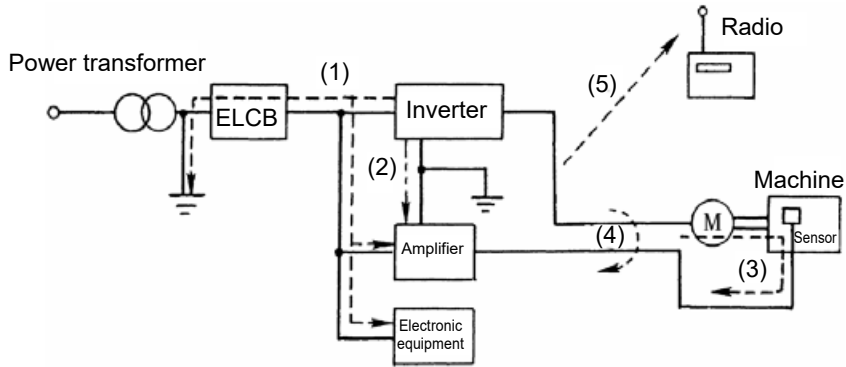 Radio
Power transformer
(1)
(5)
ELCB
Inverter
(2)
Machine
M
Sensor
Amplifier
(4)
(3)
Electronic
equipment